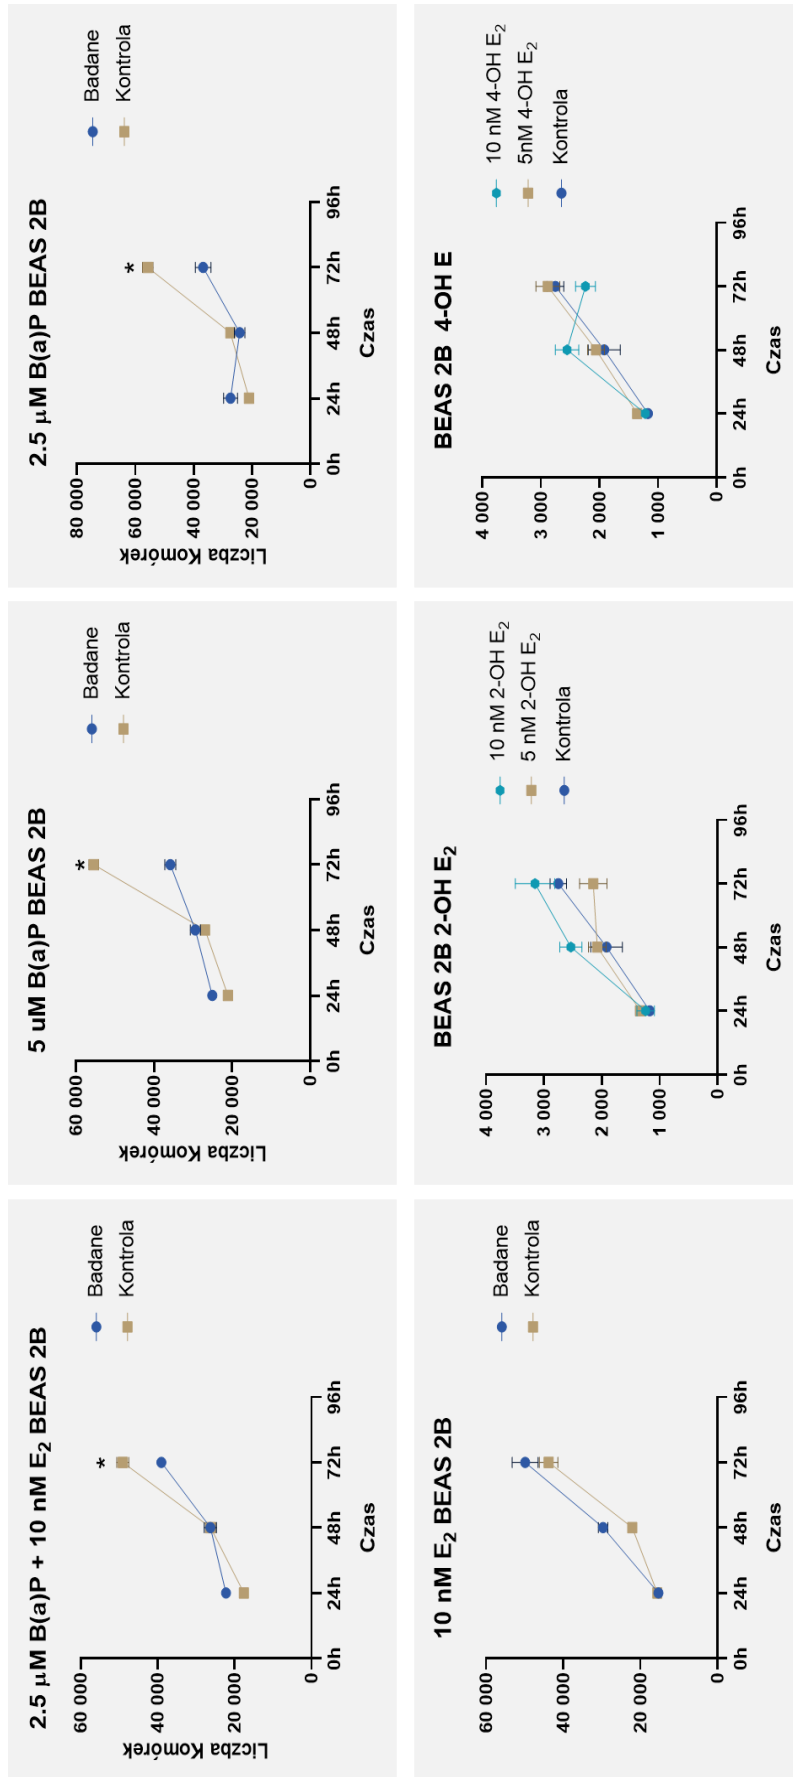 2.5 µM B(a)P + 10 nM E₂ BEAS 2B
60 000
40 000
20 000
0
Liczba Komórek
0h 24h 48h 72h 96h
Czas
*
Badane
Kontrola
5 uM B(a)P BEAS 2B
60 000
40 000
20 000
0
Liczba Komórek
0h 24h 48h 72h 96h
Czas
*
Badane
Kontrola
2.5 µM B(a)P BEAS 2B
80 000
60 000
40 000
20 000
0
Liczba Komórek
0h 24h 48h 72h 96h
Czas
*
Badane
Kontrola
10 nM E₂ BEAS 2B
60 000
40 000
20 000
0
0h 24h 48h 72h 96h
Czas
Badane
Kontrola
BEAS 2B 2-OH E₂
4 000
3 000
2 000
1 000
0
0h 24h 48h 72h 96h
Czas
10 nM 2-OH E₂
5 nM 2-OH E₂
Kontrola
BEAS 2B 4-OH E
4 000
3 000
2 000
1 000
0
0h 24h 48h 72h 96h
Czas
10 nM 4-OH E₂
5nM 4-OH E₂
Kontrola